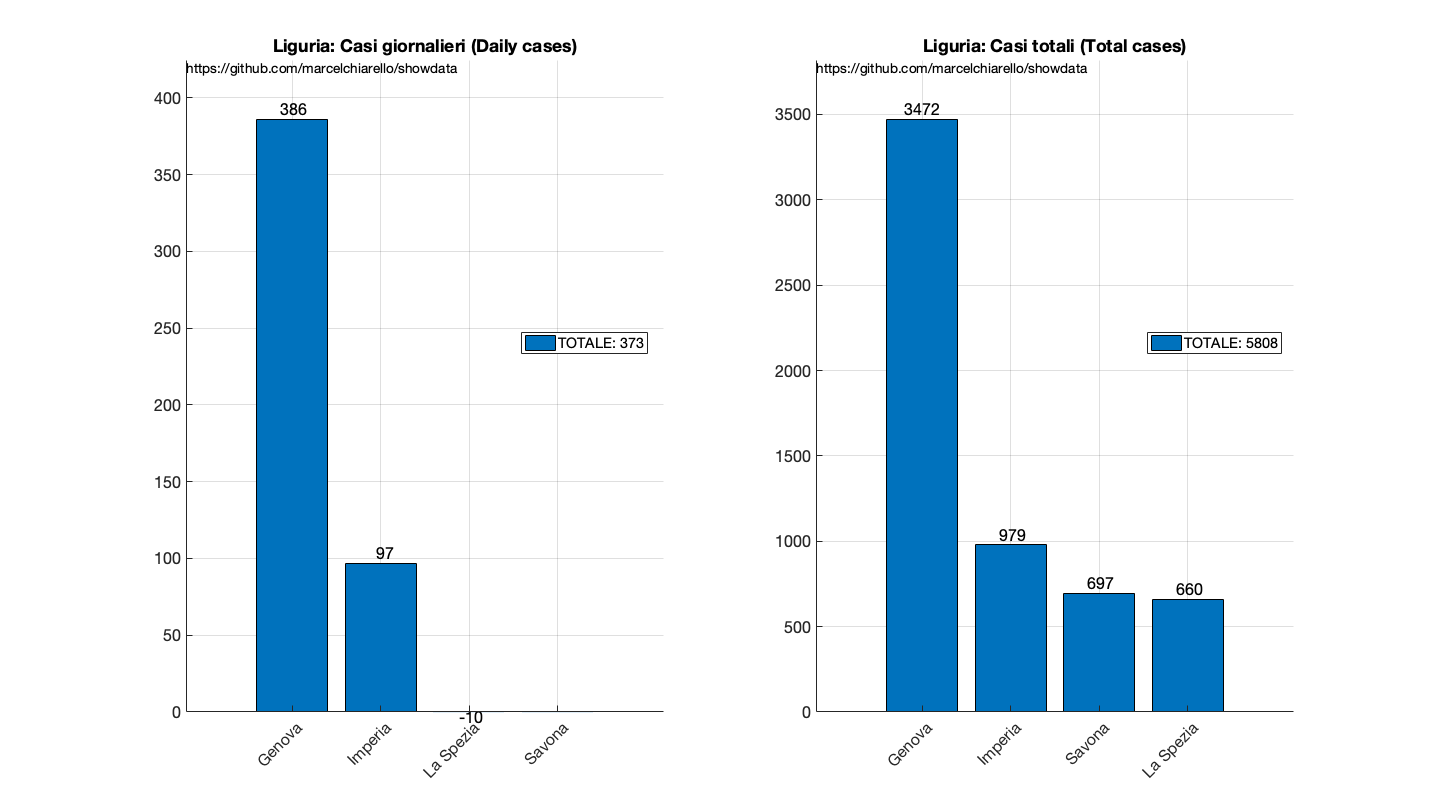 Liguria: Casi giornalieri (Daily cases)
https://github.com/marcelchiarello/showdata
400
350
300
250
200
150
100
50
0
386
97
-10
TOTALE: 373
Genova
Imperia
La Spezia
Savona
Liguria: Casi totali (Total cases)
https://github.com/marcelchiarello/showdata
3500
3000
2500
2000
1500
1000
500
0
3472
979
697
660
TOTALE: 5808
Genova
Imperia
Savona
La Spezia